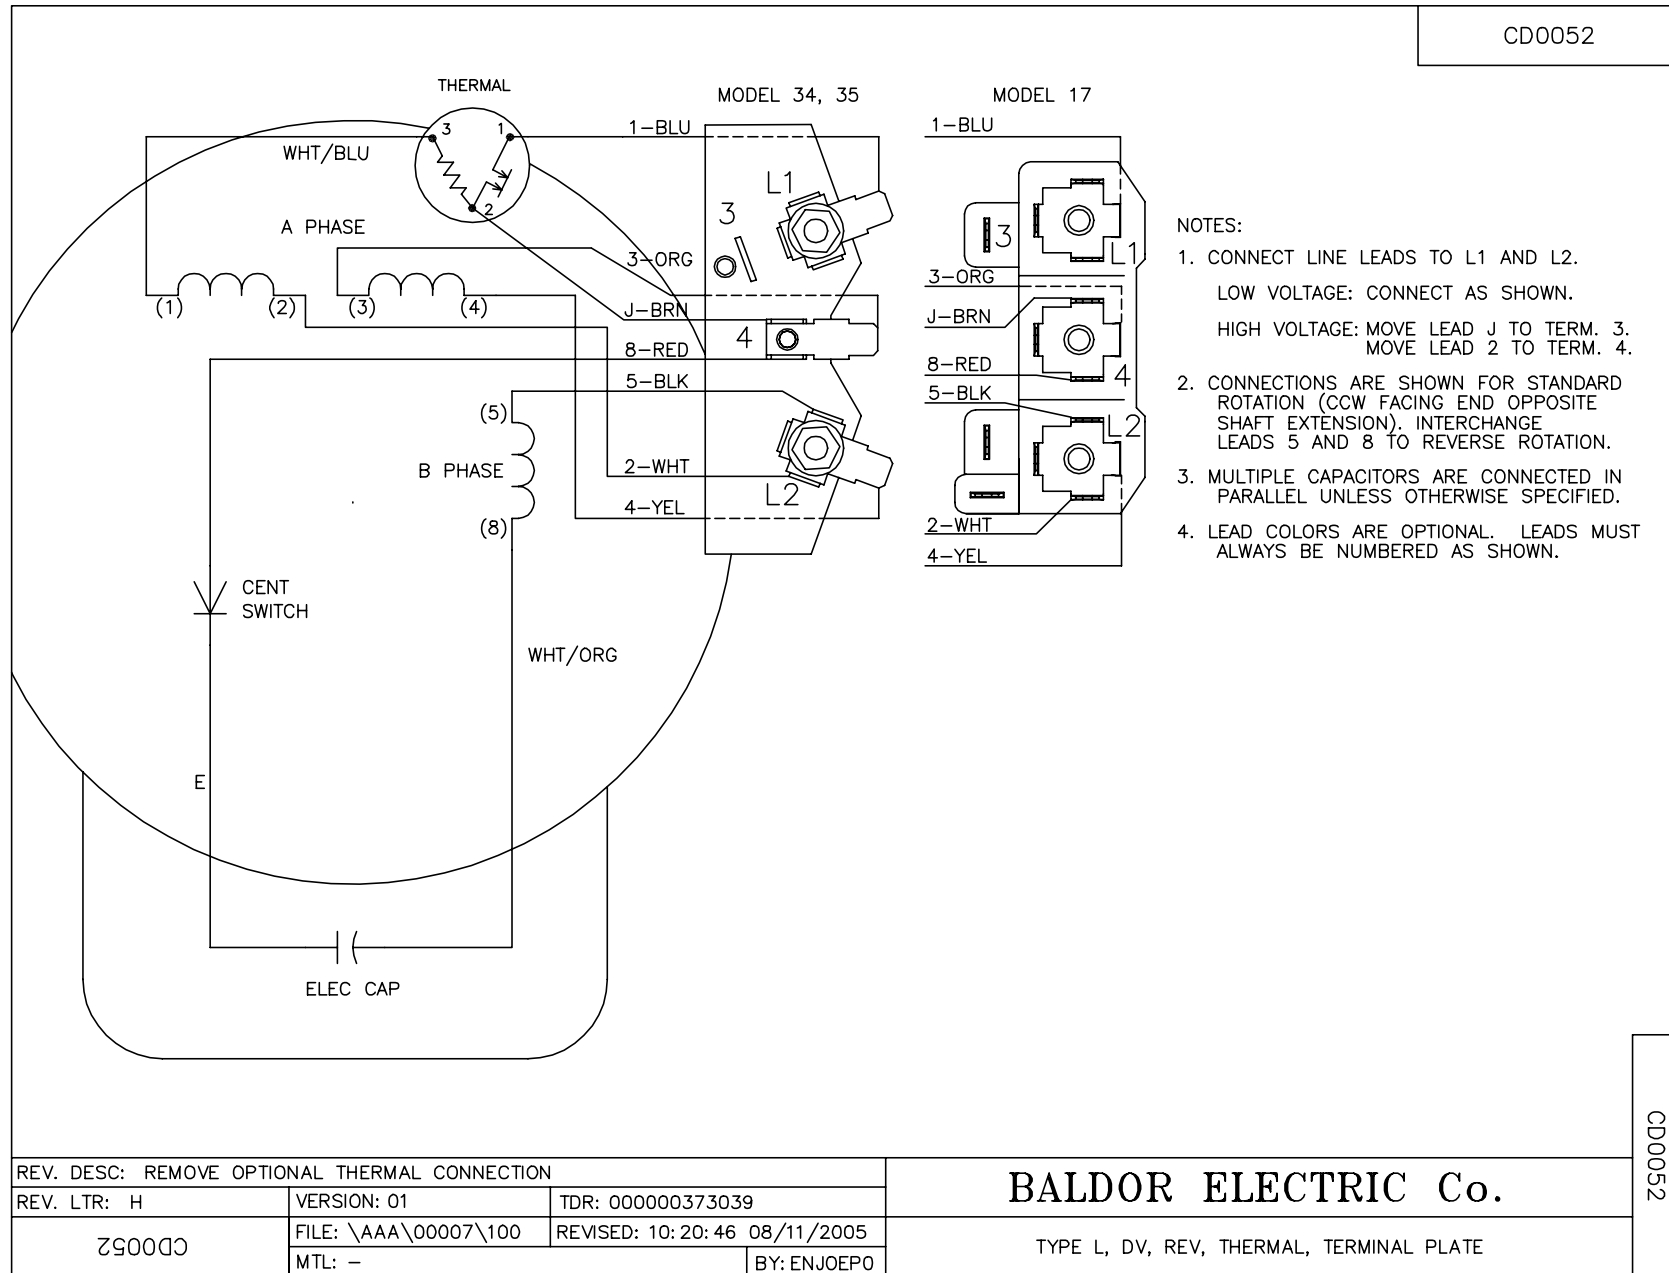 CD0052
THERMAL
MODEL 34, 35
MODEL 17
3
1
2
WHT/BLU
1-BLU
1-BLU
A PHASE
L1
3
3-ORG
(1)
(2)
(3)
(4)
J-BRN
4
8-RED
5-BLK
(5)
B PHASE
(8)
2-WHT
L2
4-YEL
3
L1
3-ORG
J-BRN
8-RED
4
5-BLK
L2
2-WHT
4-YEL
NOTES:
1. CONNECT LINE LEADS TO L1 AND L2.
LOW VOLTAGE: CONNECT AS SHOWN.
HIGH VOLTAGE: MOVE LEAD J TO TERM. 3.
MOVE LEAD 2 TO TERM. 4.
2. CONNECTIONS ARE SHOWN FOR STANDARD
ROTATION (CCW FACING END OPPOSITE
SHAFT EXTENSION). INTERCHANGE
LEADS 5 AND 8 TO REVERSE ROTATION.
3. MULTIPLE CAPACITORS ARE CONNECTED IN
PARALLEL UNLESS OTHERWISE SPECIFIED.
4. LEAD COLORS ARE OPTIONAL. LEADS MUST
ALWAYS BE NUMBERED AS SHOWN.
CENT
SWITCH
WHT/ORG
E
ELEC CAP
CD0052
REV. DESC: REMOVE OPTIONAL THERMAL CONNECTION
REV. LTR: H
VERSION: 01
TDR: 000000373039
FILE: \AAA\00007\100
REVISED: 10:20:46 08/11/2005
CD0052
MTL: -
BY: ENJOEPO
BALDOR ELECTRIC Co.
TYPE L, DV, REV, THERMAL, TERMINAL PLATE